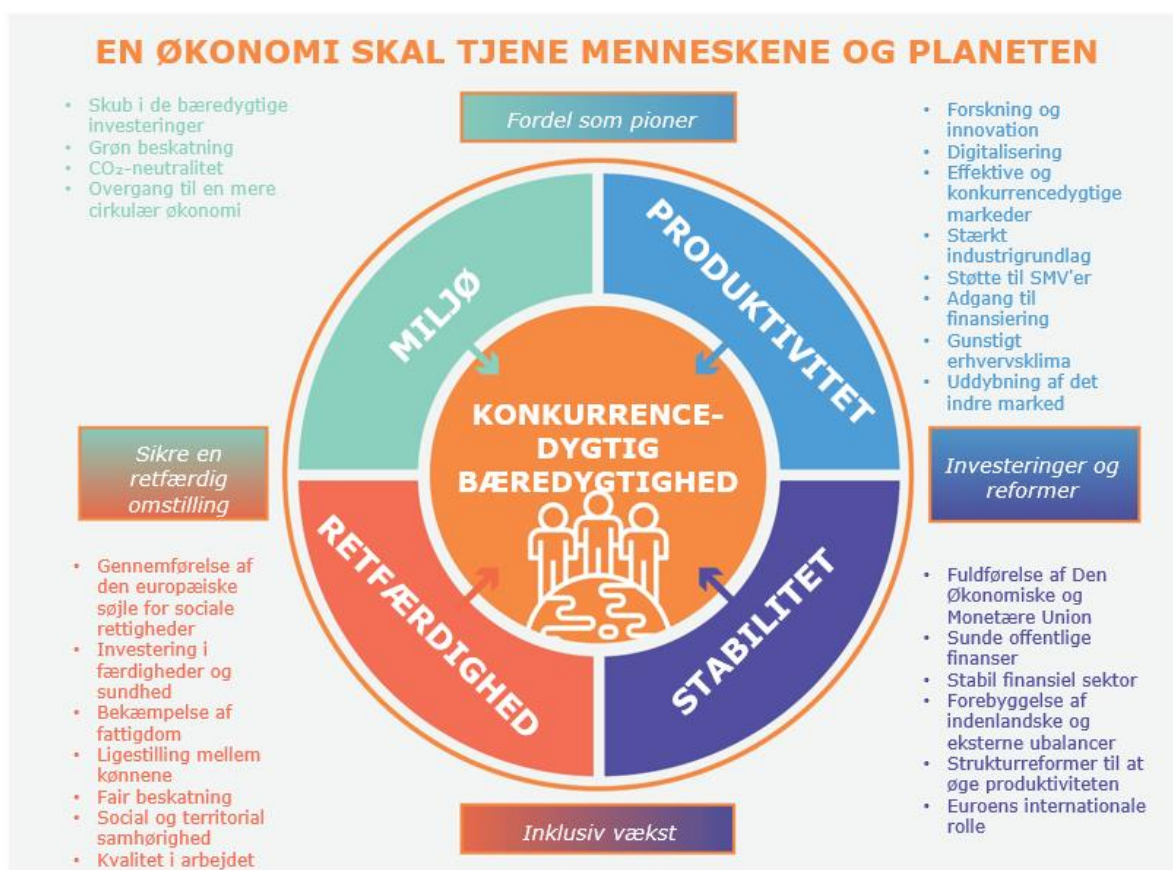 EN ØKONOMI SKAL TJENE MENNESKENE OG PLANETEN
• Skub i de bæredygtige
investeringer
• Grøn beskatning
• CO₂-neutralitet
• Overgang til en mere
cirkulær økonomi
Fordel som pioner
• Forskning og
innovation
• Digitalisering
• Effektive og
konkurrencedygtige
markeder
• Stærkt
industrigrundlag
• Støtte til SMV'er
• Adgang til
finansiering
• Gunstigt
erhvervsklima
• Uddybning af det
indre marked
MILJØ
PRODUKTIVITET
KONKURRENCE-
DYGTIG
BÆREDYGTIGHED
RETFÆRDIGHED
STABILITET
Sikre en
retfærdig
omstilling
Investeringer og
reformer
• Gennemførelse af
den europæiske
søjle for sociale
rettigheder
• Investering i
færdigheder og
sundhed
• Bekæmpelse af
fattigdom
• Ligestilling mellem
kønnene
• Fair beskatning
• Social og territorial
samhørighed
• Kvalitet i arbejdet
Inklusiv vækst
• Fuldførelse af Den
Økonomiske og
Monetære Union
• Sunde offentlige
finanser
• Stabil finansiel sektor
• Forebyggelse af
indenlandske og
eksterne ubalancer
• Strukturreformer til at
øge produktiviteten
• Euroens internationale
rolle